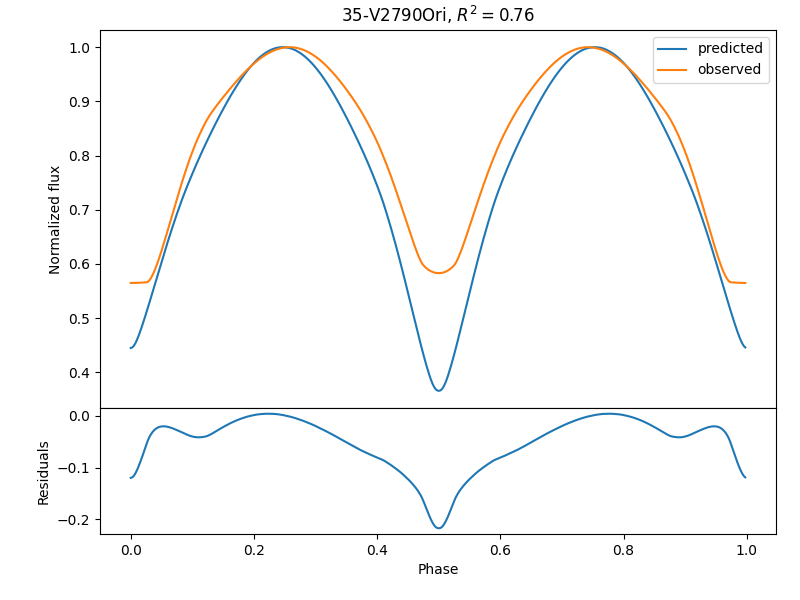 35-V2790Ori, R² = 0.76
predicted
observed
Normalized flux
1.0
0.9
0.8
0.7
0.6
0.5
0.4
Residuals
0.0
−0.1
−0.2
0.0 0.2 0.4 0.6 0.8 1.0
Phase